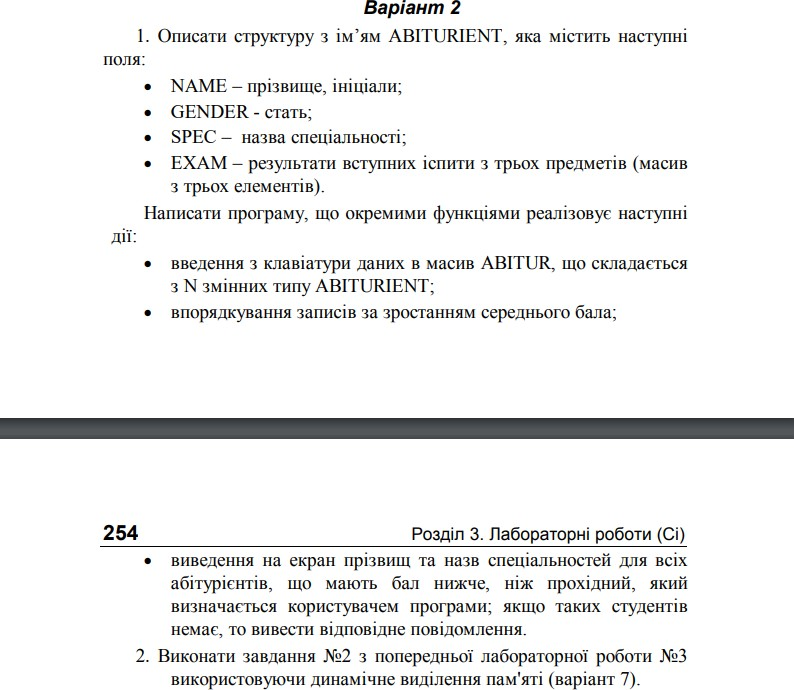 Варіант 2
1. Описати структуру з ім’ям ABITURIENT, яка містить наступні
поля:
• NAME – прізвище, ініціали;
• GENDER - стать;
• SPEC – назва спеціальності;
• EXAM – результати вступних іспити з трьох предметів (масив
з трьох елементів).
Написати програму, що окремими функціями реалізовує наступні
дії:
• введення з клавіатури даних в масив ABITUR, що складається
з N змінних типу ABITURIENT;
• впорядкування записів за зростанням середнього бала;
254 Розділ 3. Лабораторні роботи (Сі)
• виведення на екран прізвищ та назв спеціальностей для всіх
абітурієнтів, що мають бал нижче, ніж прохідний, який
визначається користувачем програми; якщо таких студентів
немає, то вивести відповідне повідомлення.
2. Виконати завдання №2 з попередньої лабораторної роботи №3
використовуючи динамічне виділення пам'яті (варіант 7).